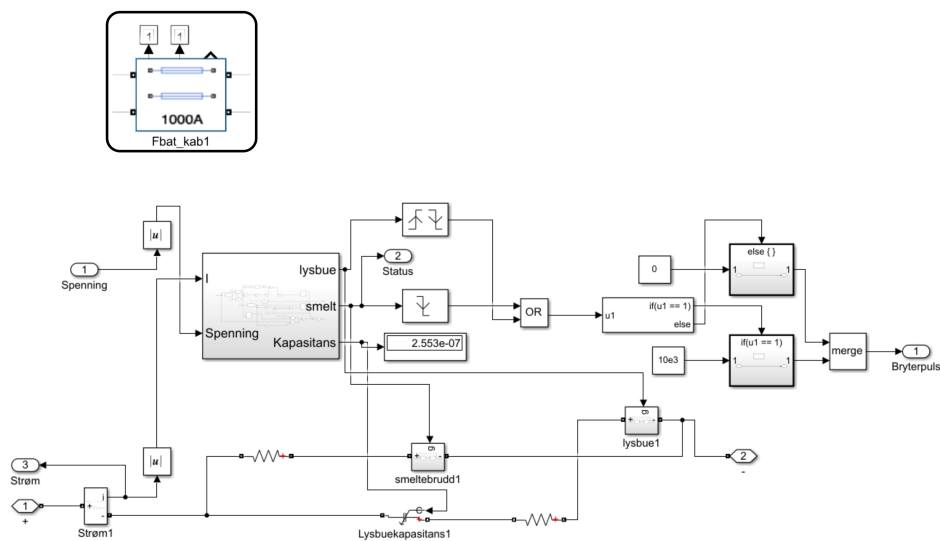 1 1
1000A
Fbat_kab1
|u|
1
Spenning
I
Spenning
lysbue
smelt
Kapasitans
2
Status
2.553e-07
OR
u1
if(u1 == 1)
else
0
else { }
1 1
10e3
if(u1 == 1)
1 1
merge
1
Bryterpuls
|u|
3
Strøm
1
+
i
+
-
Strøm1
+ g -
smeltebrudd1
C
Lysbuekapasitans1
+ g -
lysbue1
2
-